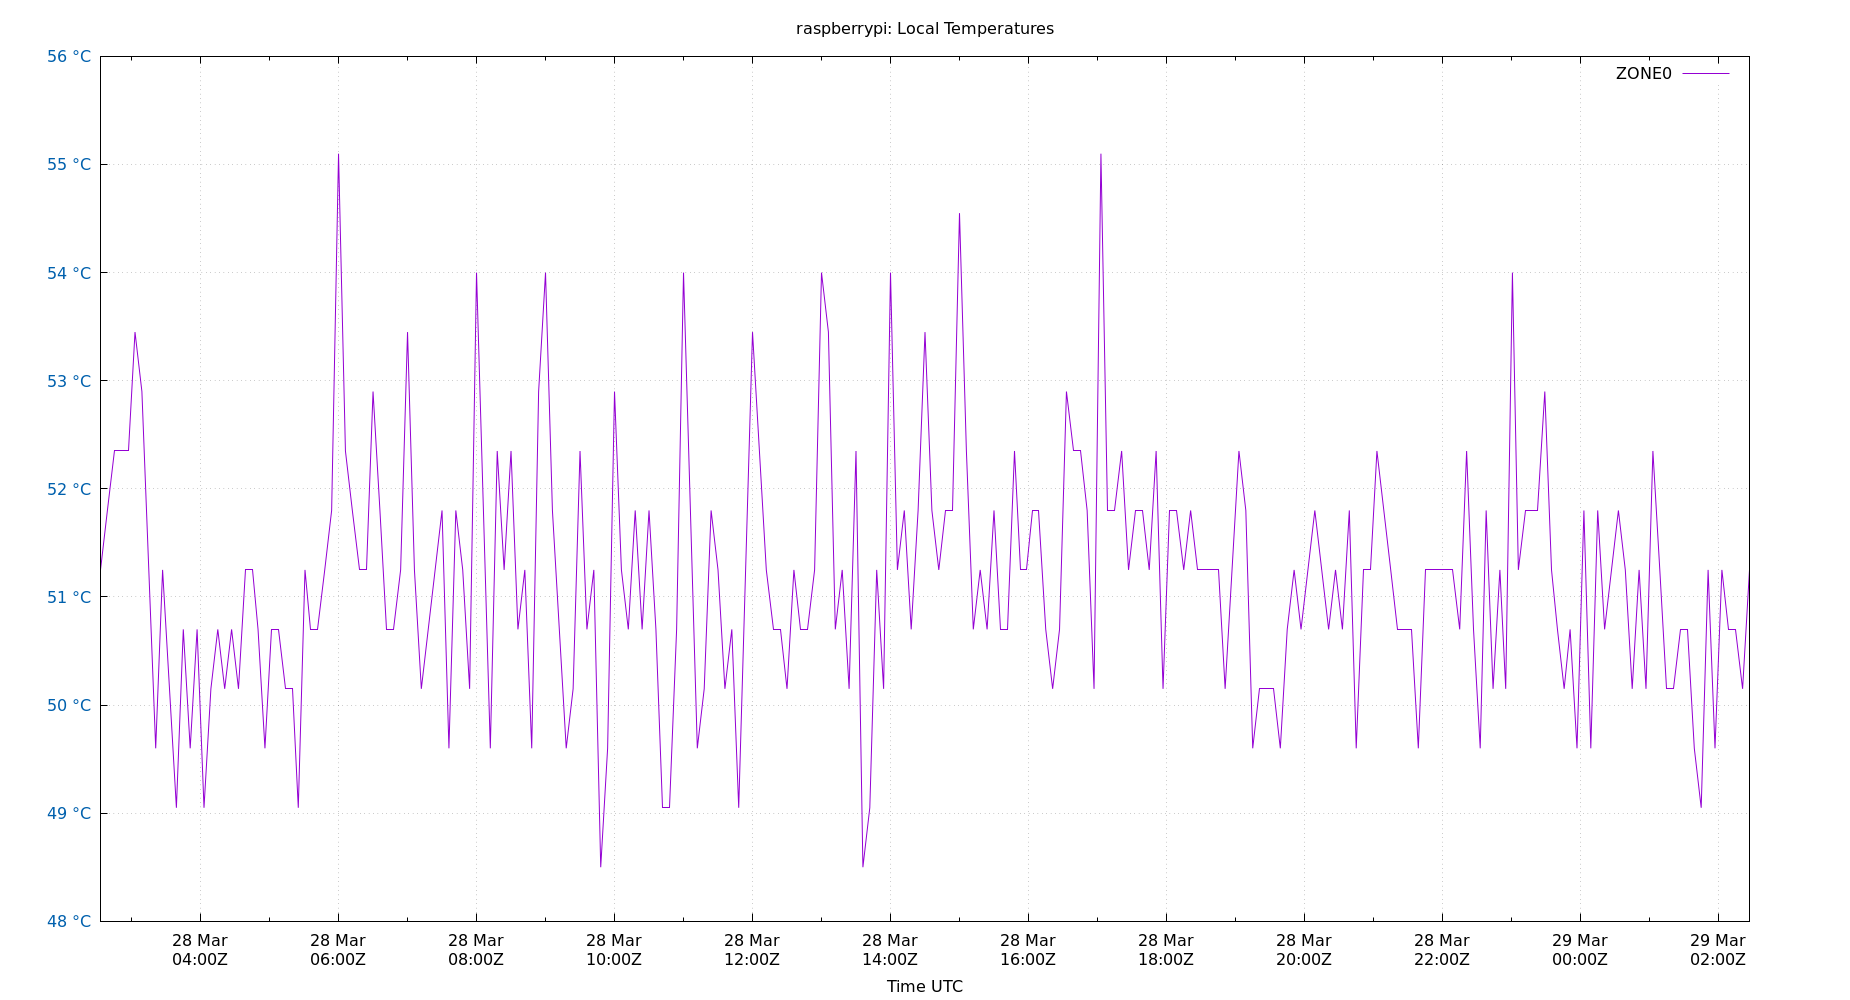 raspberrypi: Local Temperatures
56 °C
ZONE0
55 °C
54 °C
53 °C
52 °C
51 °C
50 °C
49 °C
48 °C
28 Mar 28 Mar 28 Mar 28 Mar 28 Mar 28 Mar 28 Mar 28 Mar 28 Mar 28 Mar 29 Mar 29 Mar
04:00Z 06:00Z 08:00Z 10:00Z 12:00Z 14:00Z 16:00Z 18:00Z 20:00Z 22:00Z 00:00Z 02:00Z
Time UTC